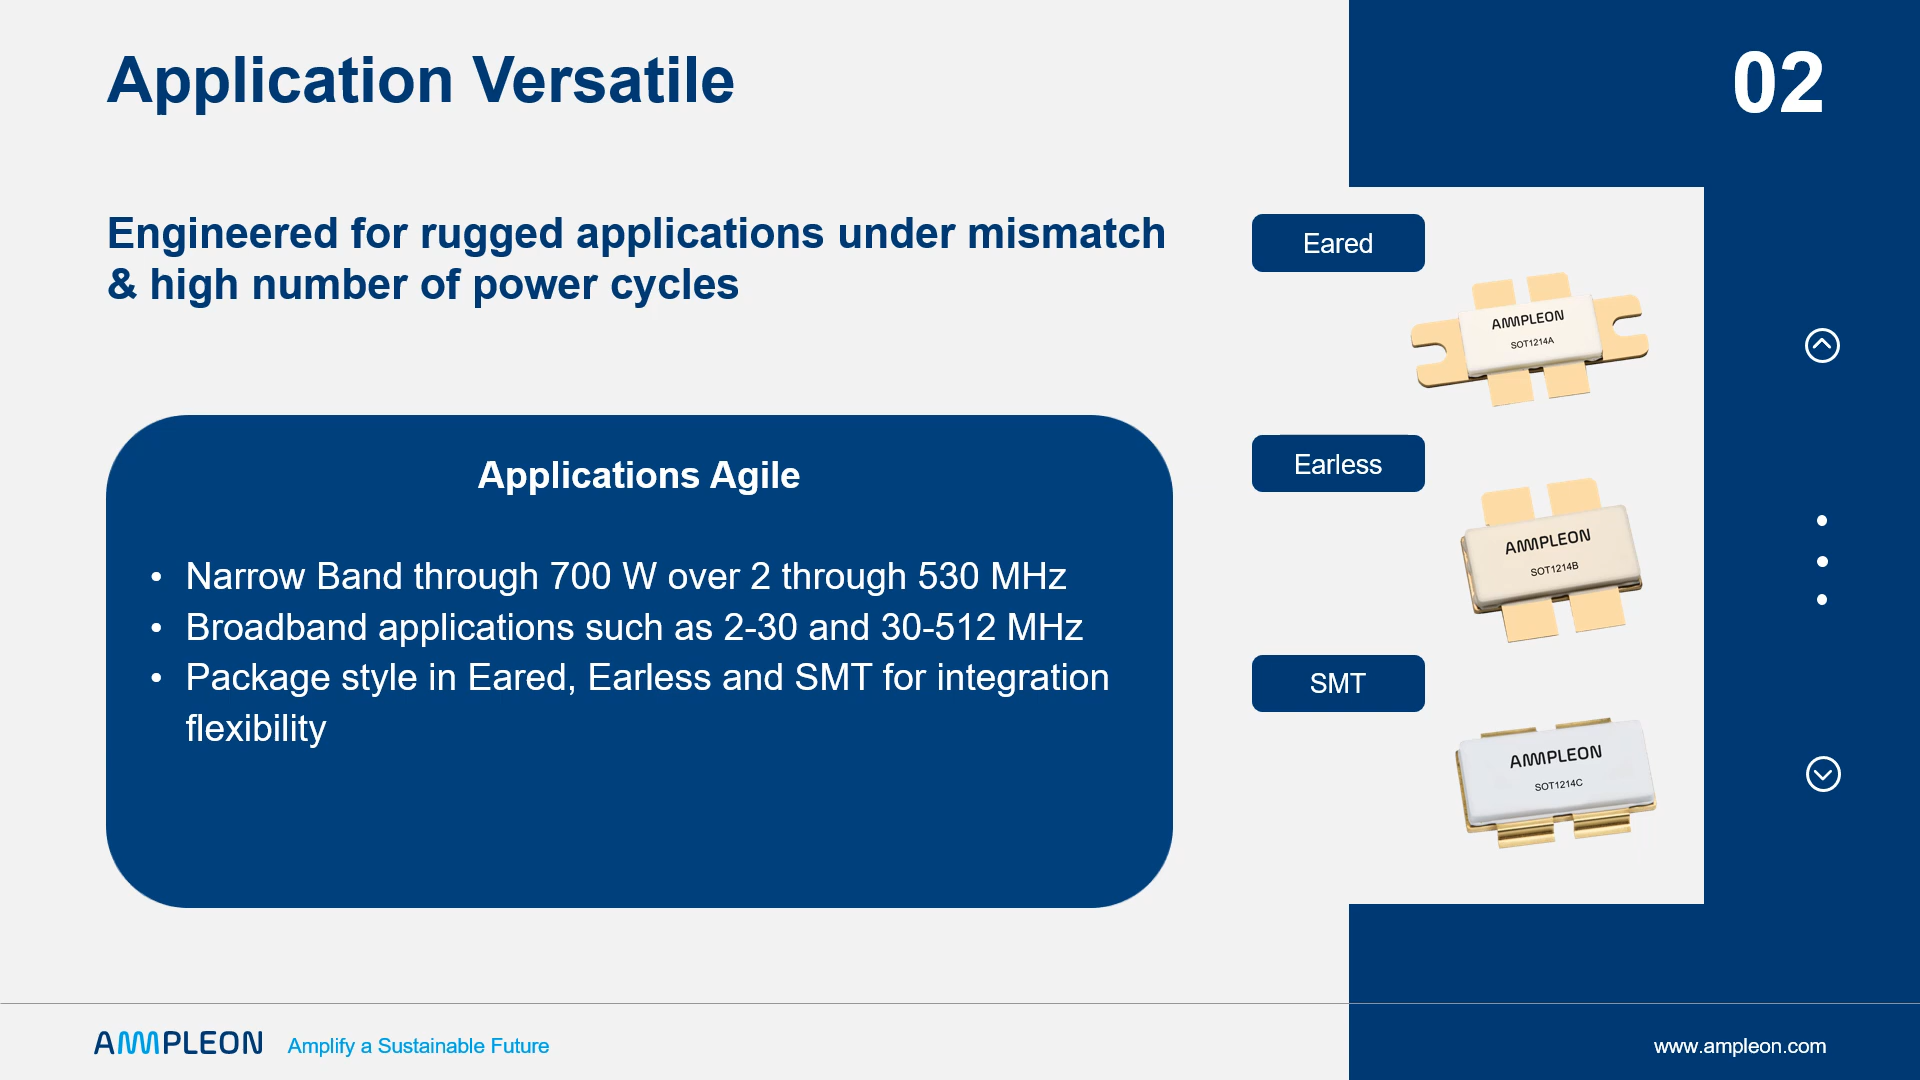 Application Versatile
02
Engineered for rugged applications under mismatch
& high number of power cycles
Eared
AMPLEON
SOT1214A
Applications Agile
• Narrow Band through 700 W over 2 through 530 MHz
• Broadband applications such as 2-30 and 30-512 MHz
• Package style in Eared, Earless and SMT for integration
flexibility
Earless
AMPLEON
SOT1214B
SMT
AMPLEON
SOT1214C
AMPLEON
Amplify a Sustainable Future
www.ampleon.com